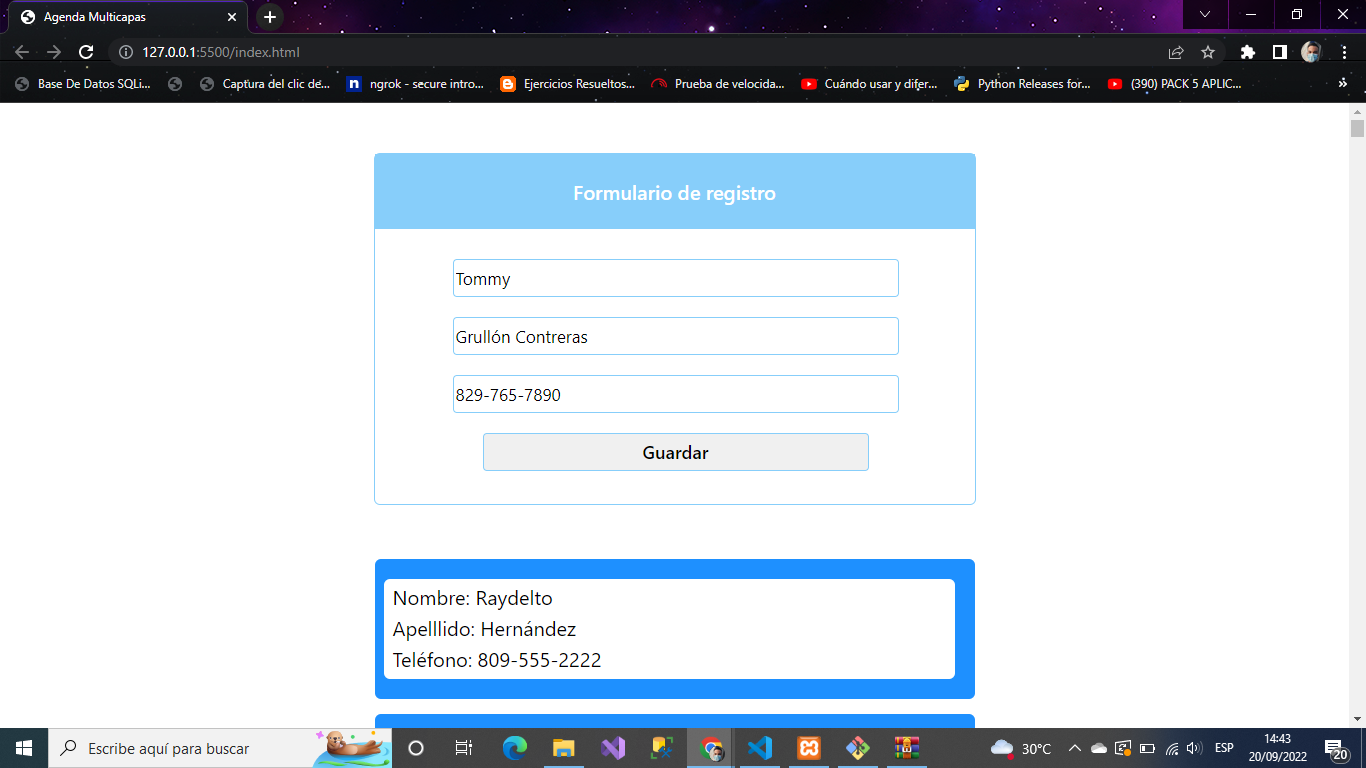 Agenda Multicapas
127.0.0.1:5500/index.html
Base De Datos SQLi...
Captura del clic de...
n ngrok - secure intro...
Ejercicios Resueltos...
Prueba de velocida...
Cuándo usar y difer...
Python Releases for...
(390) PACK 5 APLIC...
»
Formulario de registro
Tommy
Grullón Contreras
829-765-7890
Guardar
Nombre: Raydelto
Apelllido: Hernández
Teléfono: 809-555-2222
Escribe aquí para buscar
30°C
ESP
14:43
20/09/2022
20